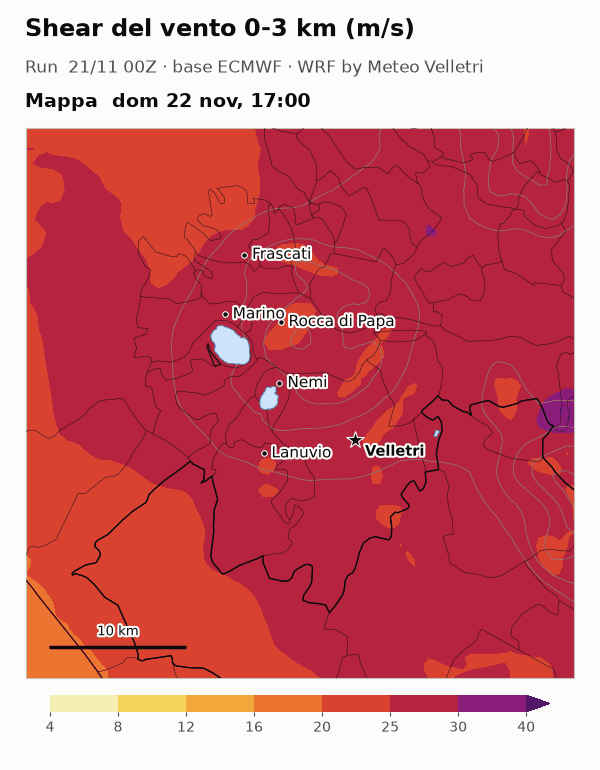 Shear del vento 0-3 km (m/s)
Run  21/11 00Z · base ECMWF · WRF by Meteo Velletri
Mappa  dom 22 nov, 17:00
Frascati
Marino
Rocca di Papa
Nemi
Velletri
Lanuvio
10 km
4 8 12 16 20 25 30 40